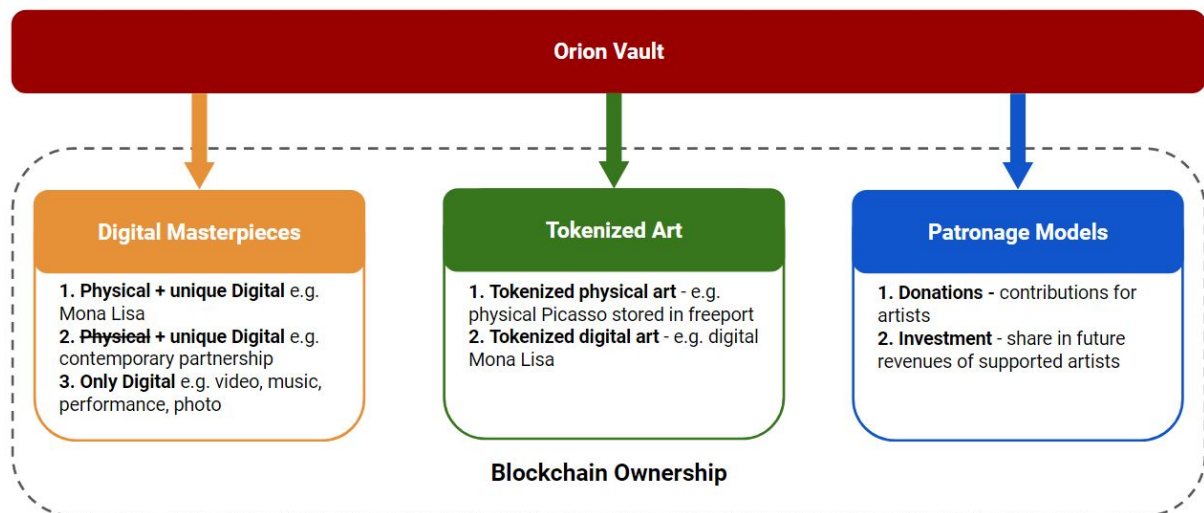 Orion Vault
Digital Masterpieces
1. Physical + unique Digital e.g.
Mona Lisa
2. Physical + unique Digital e.g.
contemporary partnership
3. Only Digital e.g. video, music,
performance, photo
Tokenized Art
1. Tokenized physical art - e.g.
physical Picasso stored in freeport
2. Tokenized digital art - e.g. digital
Mona Lisa
Patronage Models
1. Donations - contributions for
artists
2. Investment - share in future
revenues of supported artists
Blockchain Ownership